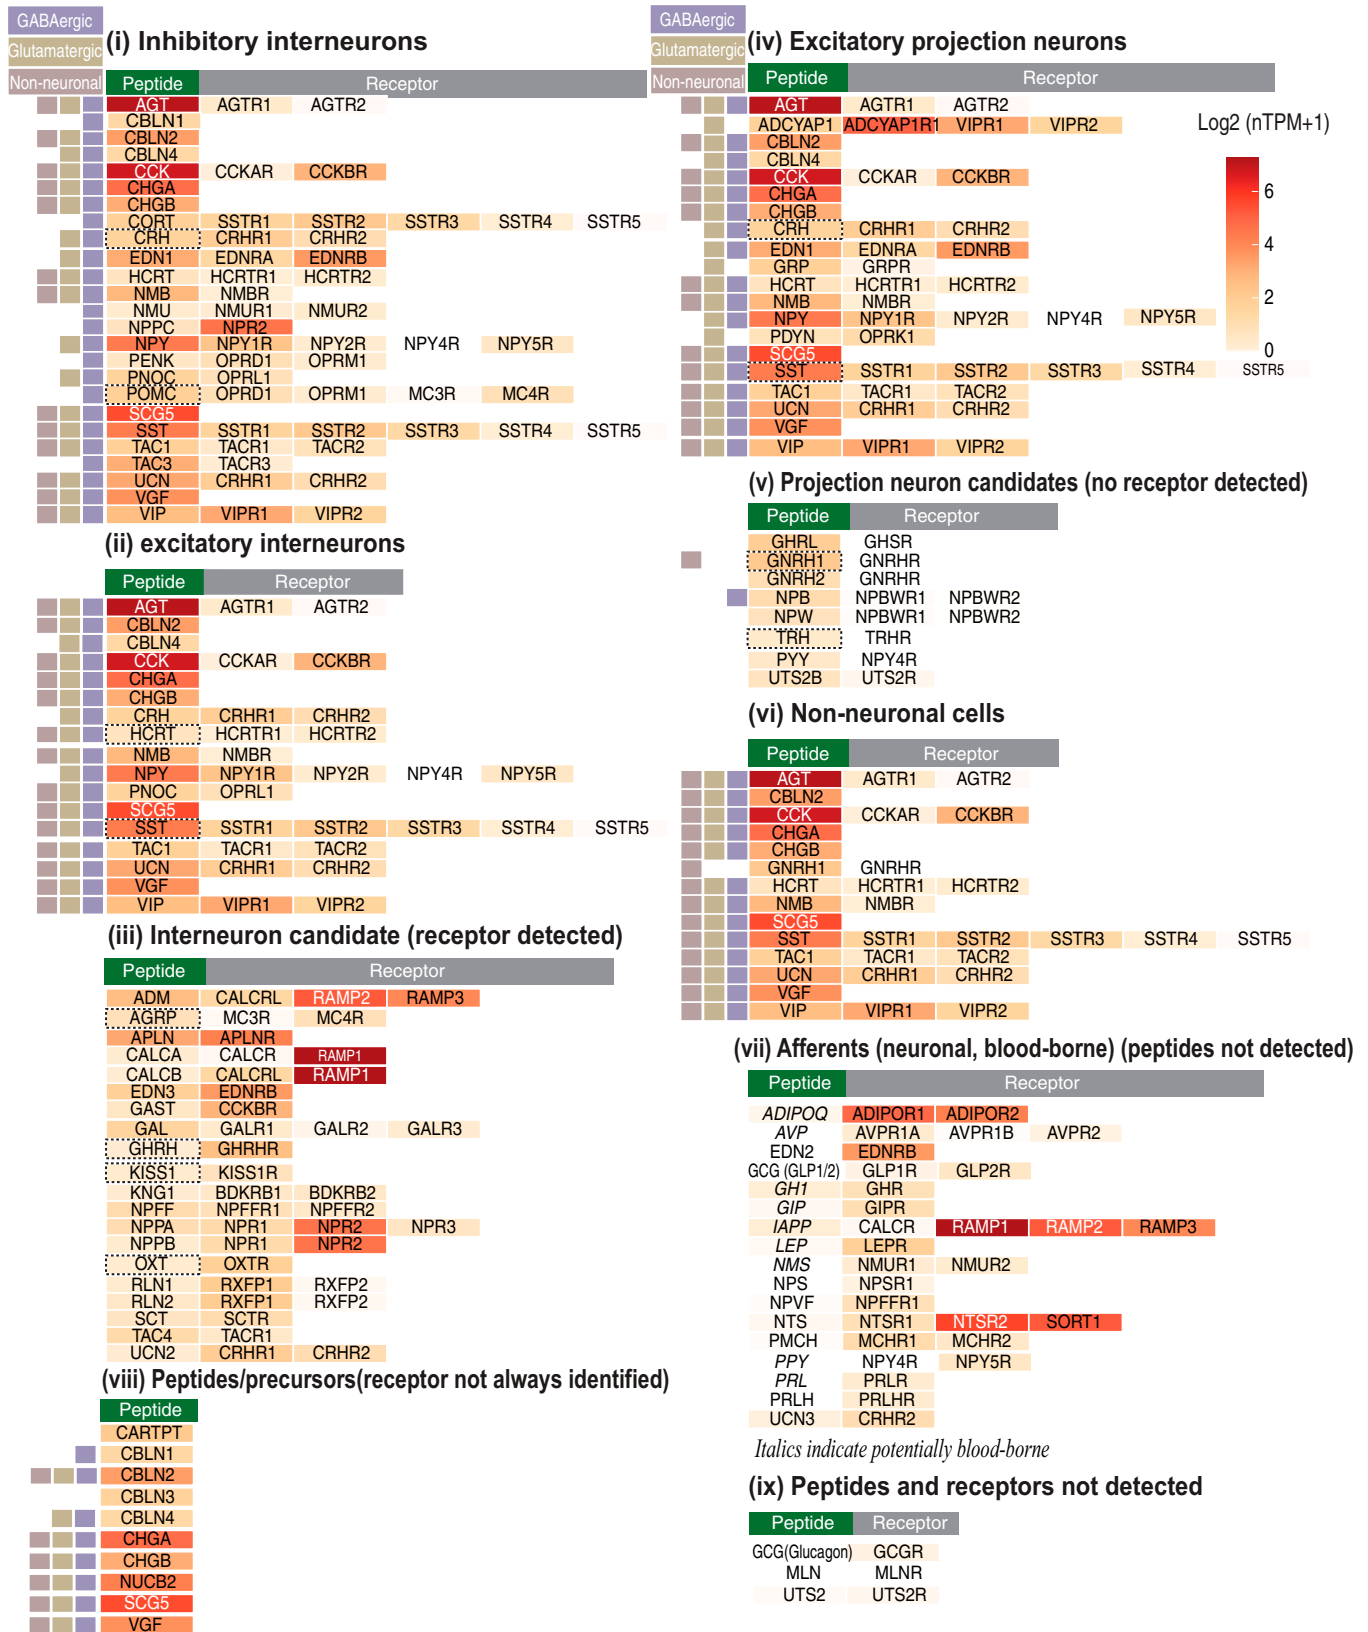 GABAergic
Glutamatergic
Non-neuronal
(i) Inhibitory interneurons
Peptide Receptor
AGT AGTR1 AGTR2
CBLN1
CBLN2
CBLN4
CCK CCKAR CCKBR
CHGA
CHGB
CORT SSTR1 SSTR2 SSTR3 SSTR4 SSTR5
CRH CRHR1 CRHR2
EDN1 EDNRA EDNRB
HCRT HCRTR1 HCRTR2
NMB NMBR
NMU NMUR1 NMUR2
NPPC NPR2
NPY NPY1R NPY2R NPY4R NPY5R
PENK OPRD1 OPRM1
PNOC OPRL1
POMC OPRD1 OPRM1 MC3R MC4R
SCG5
SST SSTR1 SSTR2 SSTR3 SSTR4 SSTR5
TAC1 TACR1 TACR2
TAC3 TACR3
UCN CRHR1 CRHR2
VGF
VIP VIPR1 VIPR2
(ii) excitatory interneurons
Peptide Receptor
AGT AGTR1 AGTR2
CBLN2
CBLN4
CCK CCKAR CCKBR
CHGA
CHGB
CRH CRHR1 CRHR2
HCRT HCRTR1 HCRTR2
NMB NMBR
NPY NPY1R NPY2R NPY4R NPY5R
PNOC OPRL1
SCG5
SST SSTR1 SSTR2 SSTR3 SSTR4 SSTR5
TAC1 TACR1 TACR2
UCN CRHR1 CRHR2
VGF
VIP VIPR1 VIPR2
(iii) Interneuron candidate (receptor detected)
Peptide Receptor
ADM CALCRL RAMP2 RAMP3
AGRP MC3R MC4R
APLN APLNR
CALCA CALCR RAMP1
CALCB CALCRL RAMP1
EDN3 EDNRB
GAST CCKBR
GAL GALR1 GALR2 GALR3
GHRH GHRHR
KISS1 KISS1R
KNG1 BDKRB1 BDKRB2
NPFF NPFFR1 NPFFR2
NPPA NPR1 NPR2 NPR3
NPPB NPR1 NPR2
OXT OXTR
RLN1 RXFP1 RXFP2
RLN2 RXFP1 RXFP2
SCT SCTR
TAC4 TACR1
UCN2 CRHR1 CRHR2
(viii) Peptides/precursors(receptor not always identified)
Peptide
CARTPT
CBLN1
CBLN2
CBLN3
CBLN4
CHGA
CHGB
NUCB2
SCG5
VGF
GABAergic
Glutamatergic
Non-neuronal
(iv) Excitatory projection neurons
Peptide Receptor
AGT AGTR1 AGTR2
ADCYAP1 ADCYAP1R1 VIPR1 VIPR2
CBLN2
CBLN4
CCK CCKAR CCKBR
CHGA
CHGB
CRH CRHR1 CRHR2
EDN1 EDNRA EDNRB
GRP GRPR
HCRT HCRTR1 HCRTR2
NMB NMBR
NPY NPY1R NPY2R NPY4R NPY5R
PDYN OPRK1
SCG5
SST SSTR1 SSTR2 SSTR3 SSTR4 SSTR5
TAC1 TACR1 TACR2
UCN CRHR1 CRHR2
VGF
VIP VIPR1 VIPR2
Log2 (nTPM+1)
6
4
2
0
(v) Projection neuron candidates (no receptor detected)
Peptide Receptor
GHRL GHSR
GNRH1 GNRHR
GNRH2 GNRHR
NPB NPBWR1 NPBWR2
NPW NPBWR1 NPBWR2
TRH TRHR
PYY NPY4R
UTS2B UTS2R
(vi) Non-neuronal cells
Peptide Receptor
AGT AGTR1 AGTR2
CBLN2
CCK CCKAR CCKBR
CHGA
CHGB
GNRH1 GNRHR
HCRT HCRTR1 HCRTR2
NMB NMBR
SCG5
SST SSTR1 SSTR2 SSTR3 SSTR4 SSTR5
TAC1 TACR1 TACR2
UCN CRHR1 CRHR2
VGF
VIP VIPR1 VIPR2
(vii) Afferents (neuronal, blood-borne) (peptides not detected)
Peptide Receptor
ADIPOQ ADIPOR1 ADIPOR2
AVP AVPR1A AVPR1B AVPR2
EDN2 EDNRB
GCG (GLP1/2) GLP1R GLP2R
GH1 GHR
GIP GIPR
IAPP CALCR RAMP1 RAMP2 RAMP3
LEP LEPR
NMS NMUR1 NMUR2
NPS NPSR1
NPVF NPFFR1
NTS NTSR1 NTSR2 SORT1
PMCH MCHR1 MCHR2
PPY NPY4R NPY5R
PRL PRLR
PRLH PRLHR
UCN3 CRHR2
Italics indicate potentially blood-borne
(ix) Peptides and receptors not detected
Peptide Receptor
GCG(Glucagon) GCGR
MLN MLNR
UTS2 UTS2R